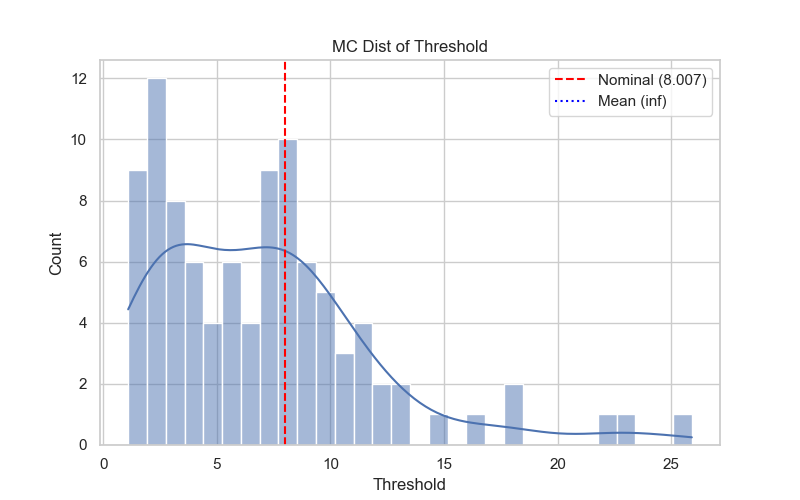 MC Dist of Threshold
Nominal (8.007)
Mean (inf)
12
10
8
6
4
2
0
Count
0 5 10 15 20 25
Threshold